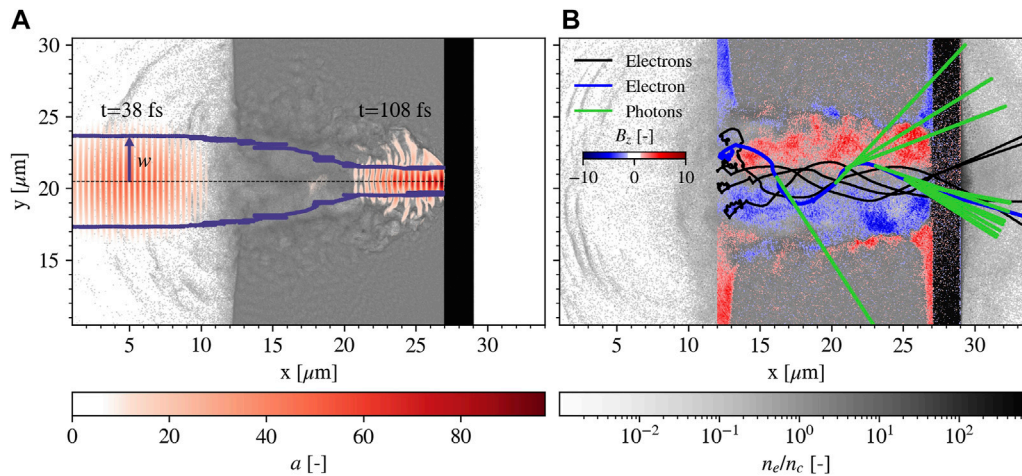 A
B
30
25
20
15
y [μm]
t=38 fs
t=108 fs
w
5
10
15
20
25
30
x [μm]
Electrons
Electron
Photons
B_z [-]
−10
0
10
5
10
15
20
25
30
x [μm]
0
20
40
60
80
a [-]
10^−2
10^−1
10^0
10^1
10^2
n_e/n_c [-]